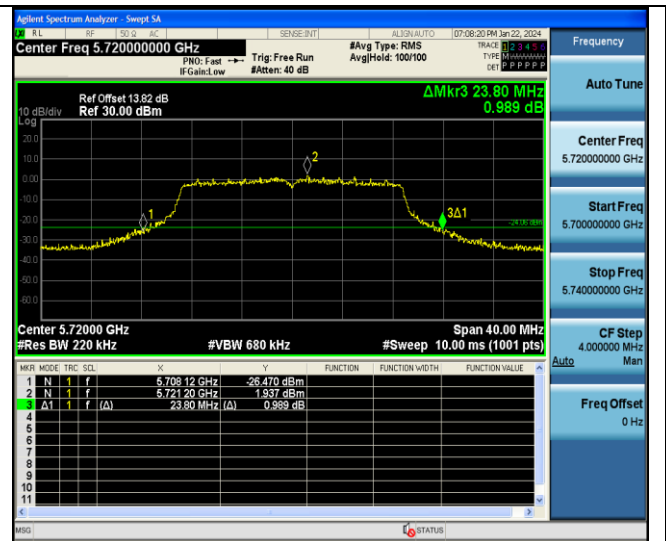 Agilent Spectrum Analyzer - Swept SA
RL RF 50 Ω AC SENSE:INT ALIGNAUTO 07:08:20 PM Jan 22, 2024
Center Freq 5.720000000 GHz #Avg Type: RMS TRACE 1 2 3 4 5 6
PNO: Fast Trig: Free Run Avg|Hold: 100/100 TYPE
IFGain:Low #Atten: 40 dB DET P P P P P P
Frequency
Auto Tune
Center Freq
5.720000000 GHz
Start Freq
5.700000000 GHz
Stop Freq
5.740000000 GHz
CF Step
4.000000 MHz
Auto Man
Freq Offset
0 Hz
ΔMkr3 23.80 MHz
0.989 dB
Ref Offset 13.82 dB
10 dB/div Ref 30.00 dBm
Log
20.0
10.0
0.00
-10.0
-20.0
-30.0
-40.0
-50.0
-60.0
1
2
3Δ1
-24.06 dBm
Center 5.72000 GHz Span 40.00 MHz
#Res BW 220 kHz #VBW 680 kHz #Sweep 10.00 ms (1001 pts)
MKR MODE TRC SCL X Y FUNCTION FUNCTION WIDTH FUNCTION VALUE
1 N 1 f 5.708 12 GHz -26.470 dBm
2 N 1 f 5.721 20 GHz 1.937 dBm
3 Δ1 1 f (Δ) 23.80 MHz (Δ) 0.989 dB
4
5
6
7
8
9
10
11
MSG STATUS